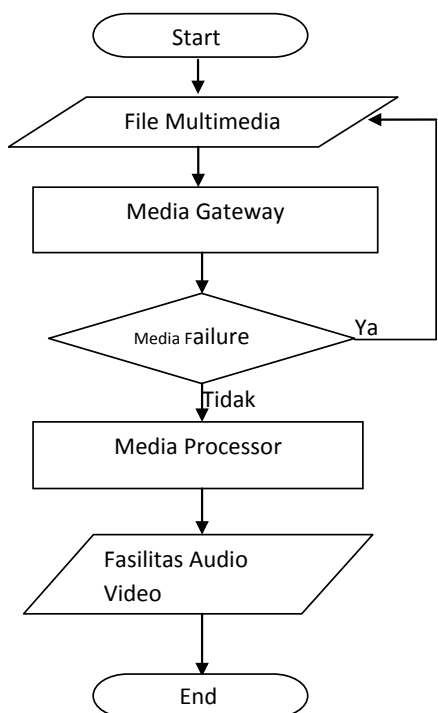 Start
File Multimedia
Media Gateway
Media Failure
Ya
Tidak
Media Processor
Fasilitas Audio
Video
End